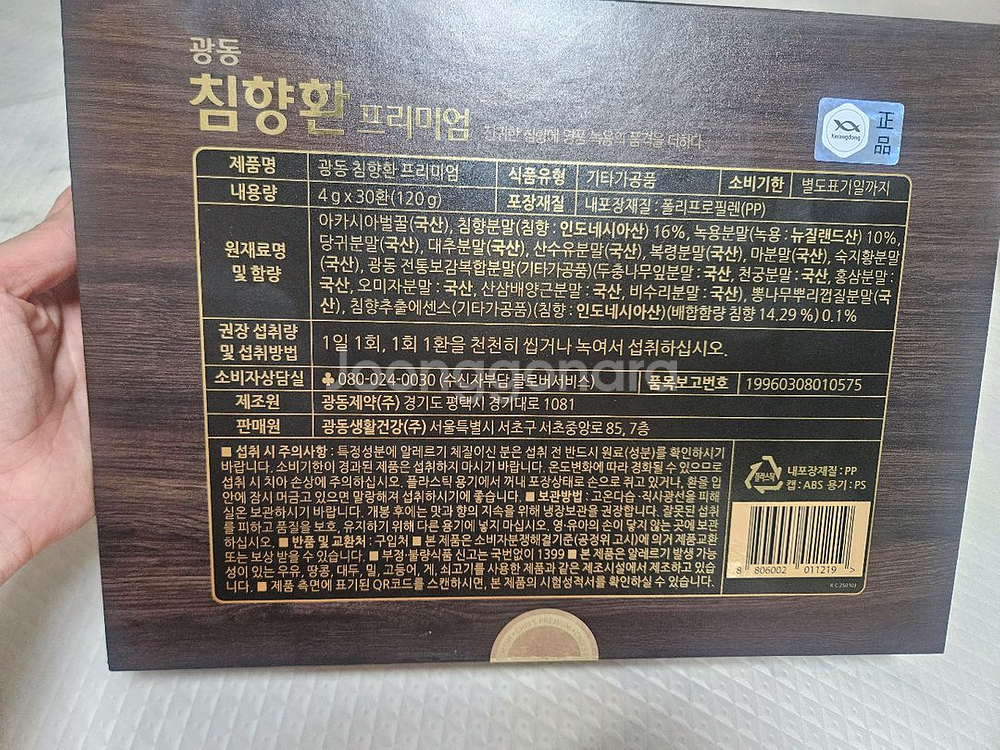 광동
침향환 프리미엄 진귀한 침향에 명품 녹용의 품격을 더하다
Kwangdong
正品
제품명 광동 침향환 프리미엄 식품유형 기타가공품 소비기한 별도표기일까지
내용량 4 g x 30환(120 g) 포장재질 내포장재질 : 폴리프로필렌(PP)
원재료명 및 함량
아카시아벌꿀(국산), 침향분말(침향 : 인도네시아산) 16%, 녹용분말(녹용 : 뉴질랜드산) 10%,
당귀분말(국산), 대추분말(국산), 산수유분말(국산), 복령분말(국산), 마분말(국산), 숙지황분말
(국산), 광동 전통보감복합분말(기타가공품)(두충나무잎분말 : 국산, 천궁분말 : 국산, 홍삼분말 :
국산, 오미자분말 : 국산, 산삼배양근분말 : 국산, 비수리분말 : 국산), 뽕나무뿌리껍질분말(국
산), 침향추출에센스(기타가공품)(침향 : 인도네시아산)(배합함량 침향 14.29 %) 0.1%
권장 섭취량 및 섭취방법
1일 1회, 1회 1환을 천천히 씹거나 녹여서 섭취하십시오.
소비자상담실 ♣ 080-024-0030 (수신자부담 클로버서비스) 품목보고번호 19960308010575
제조원 광동제약(주) 경기도 평택시 경기대로 1081
판매원 광동생활건강(주) 서울특별시 서초구 서초중앙로 85, 7층
■ 섭취 시 주의사항 : 특정성분에 알레르기 체질이신 분은 섭취 전 반드시 원료(성분)를 확인하시기
바랍니다. 소비기한이 경과된 제품은 섭취하지 마시기 바랍니다. 온도변화에 따라 경화될 수 있으므로
섭취 시 치아 손상에 주의하십시오. 플라스틱 용기에서 꺼내 포장상태로 손으로 쥐고 있거나, 환을 입
안에 잠시 머금고 있으면 말랑해져 섭취하시기에 좋습니다. ■ 보관방법 : 고온다습·직사광선을 피해
실온 보관하시기 바랍니다. 개봉 후에는 맛과 향의 지속을 위해 냉장보관을 권장합니다. 잘못된 섭취
를 피하고 품질을 보호, 유지하기 위해 다른 용기에 넣지 마십시오. 영·유아의 손이 닿지 않는 곳에 보관
하십시오. ■ 반품 및 교환처 : 구입처 ■ 본 제품은 소비자분쟁해결기준(공정위 고시)에 의거 제품교환
또는 보상 받을 수 있습니다. ■ 부정·불량식품 신고는 국번없이 1399 ■ 본 제품은 알레르기 발생 가능
성이 있는 우유, 땅콩, 대두, 밀, 고등어, 게, 쇠고기를 사용한 제품과 같은 제조시설에서 제조하고 있습
니다. ■ 제품 측면에 표기된 QR코드를 스캔하시면, 본 제품의 시험성적서를 확인하실 수 있습니다.
플라스틱
내포장재질 : PP
캡 : ABS 용기 : PS
8 806002 011219 >
Joonggonara